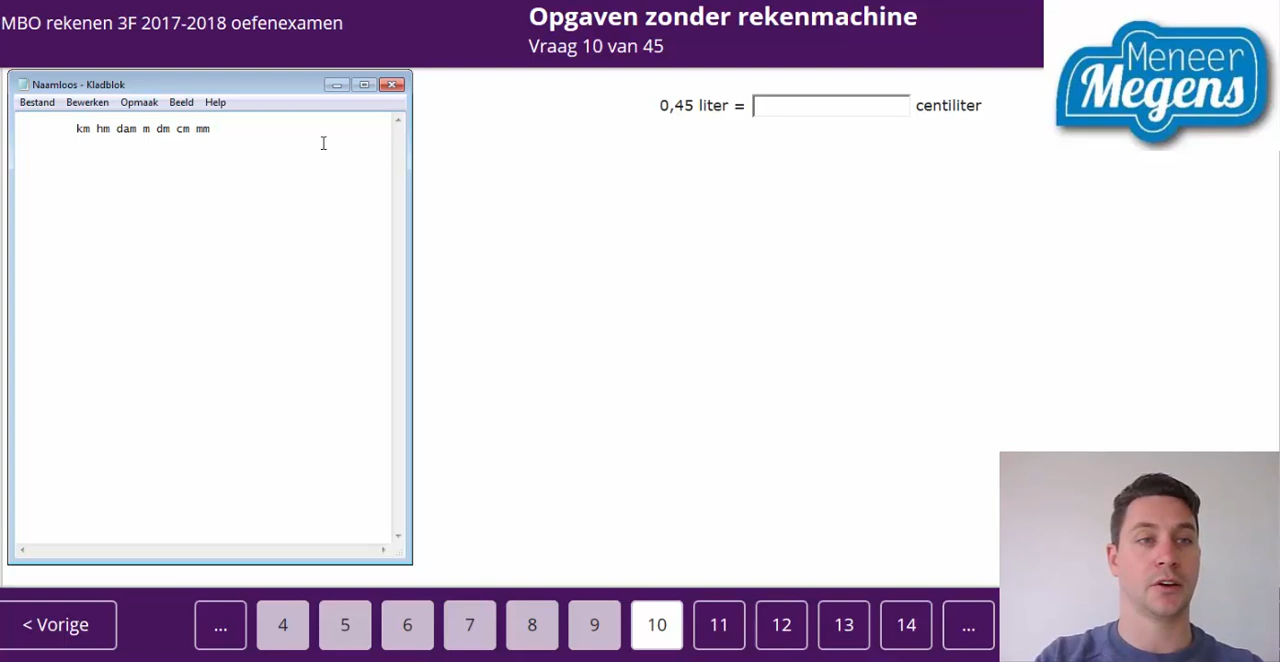 MBO rekenen 3F 2017-2018 oefenexamen
Opgaven zonder rekenmachine
Vraag 10 van 45
Meneer
Megens
Naamloos - Kladblok
Bestand Bewerken Opmaak Beeld Help
km hm dam m dm cm mm
0,45 liter = centiliter
< Vorige ... 4 5 6 7 8 9 10 11 12 13 14 ...